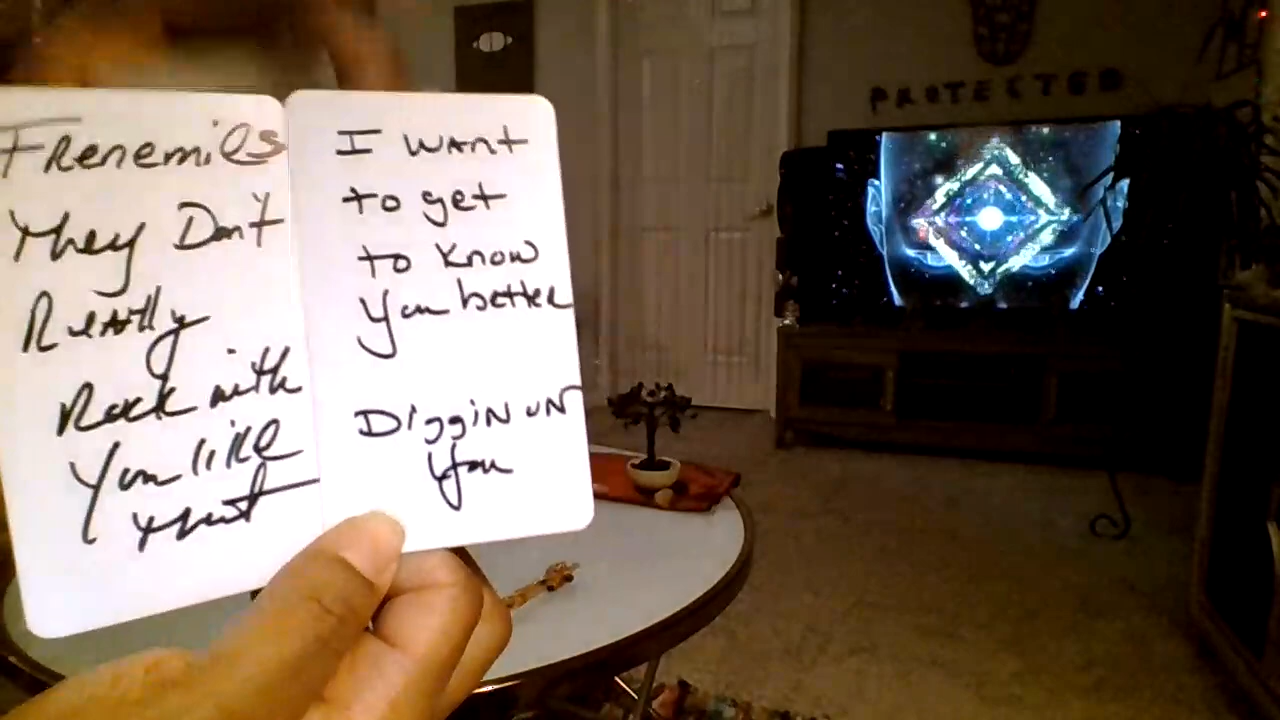 Frenemies
They Don't
Really
Rock with
You like
that
I want
to get
to know
You better
Diggin on
You
PROTECTED